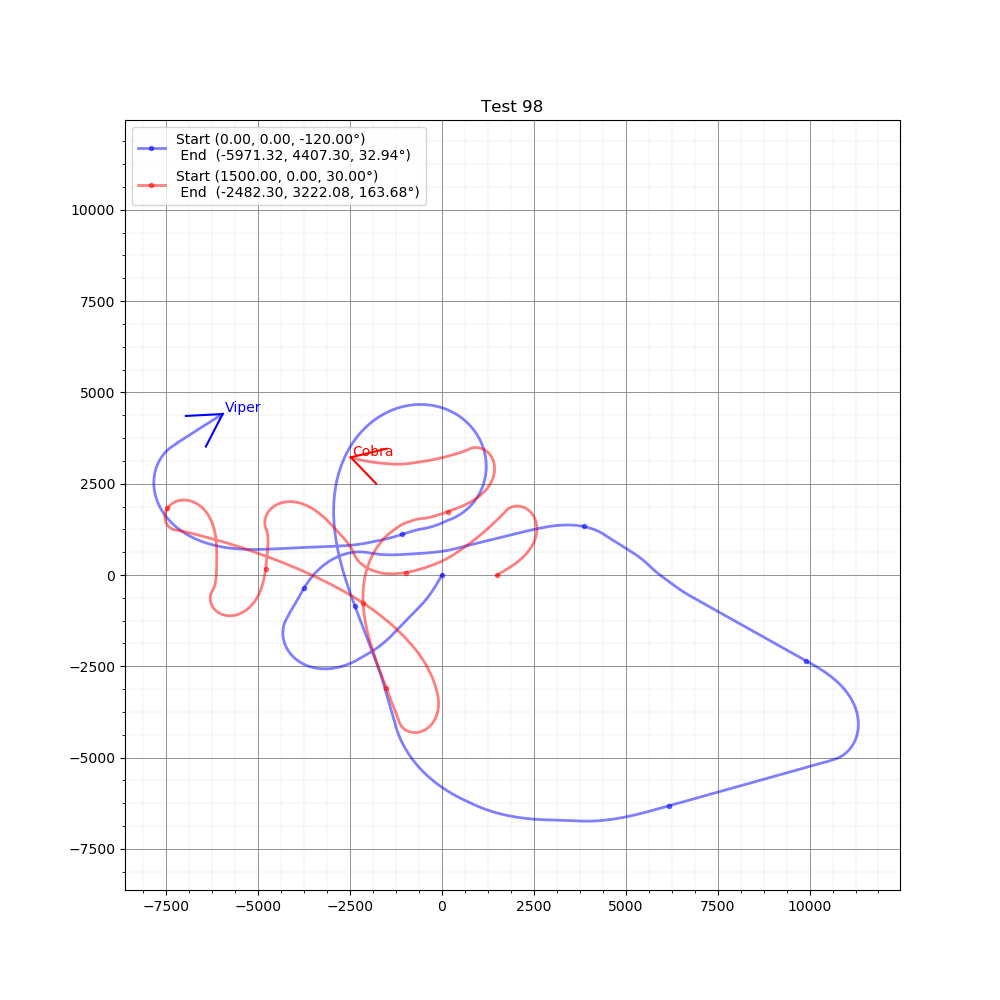 Test 98
Start (0.00, 0.00, -120.00°)
End  (-5971.32, 4407.30, 32.94°)
Start (1500.00, 0.00, 30.00°)
End  (-2482.30, 3222.08, 163.68°)
10000
7500
5000
2500
0
−2500
−5000
−7500
Viper
Cobra
−7500 −5000 −2500 0 2500 5000 7500 10000